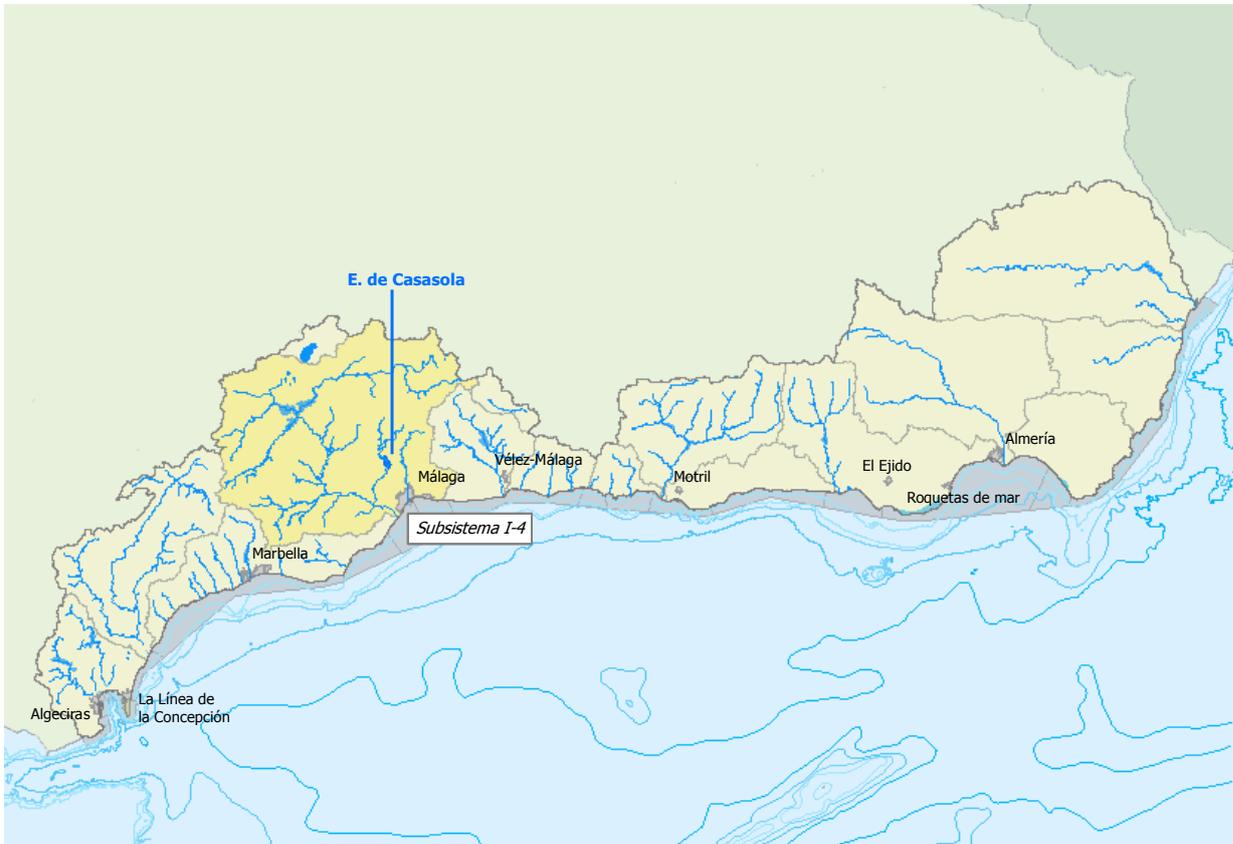 E. de Casasola
Almería
Vélez-Málaga
El Ejido
Málaga
Motril
Roquetas de mar
Subsistema I-4
Marbella
La Línea de
la Concepción
Algeciras